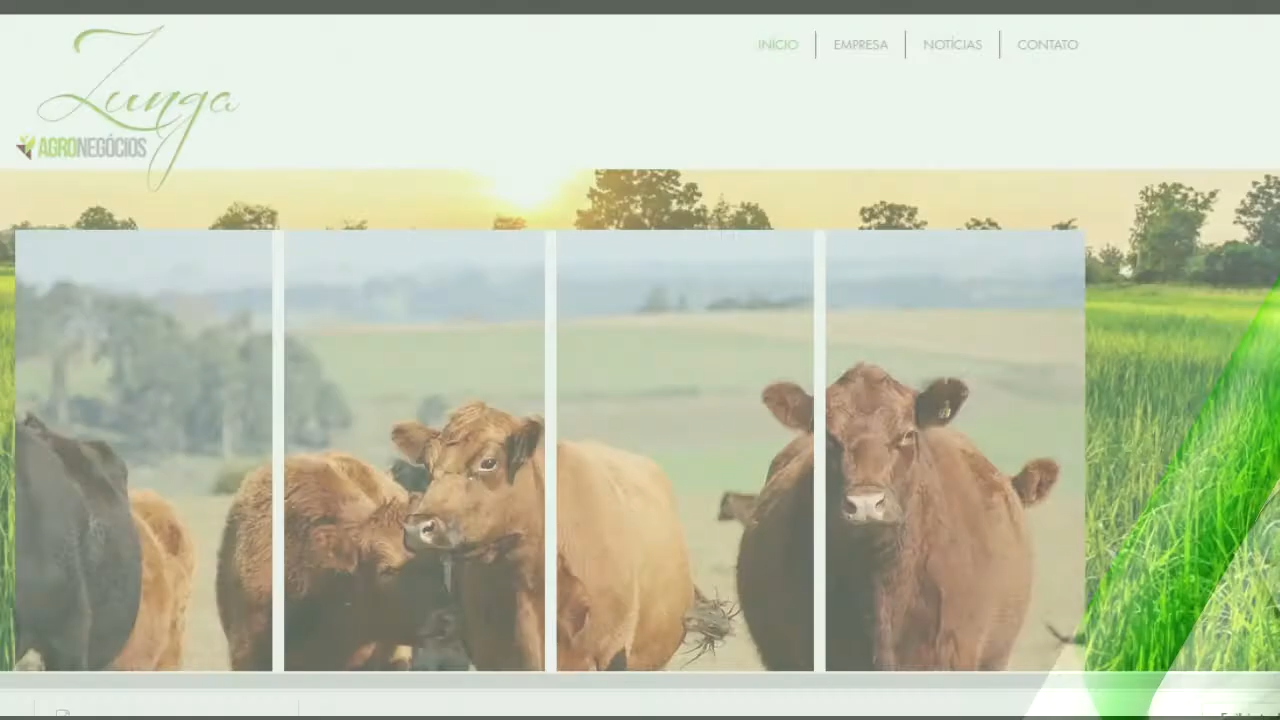 Zunga
AGRONEGÓCIOS
INÍCIO
EMPRESA
NOTÍCIAS
CONTATO